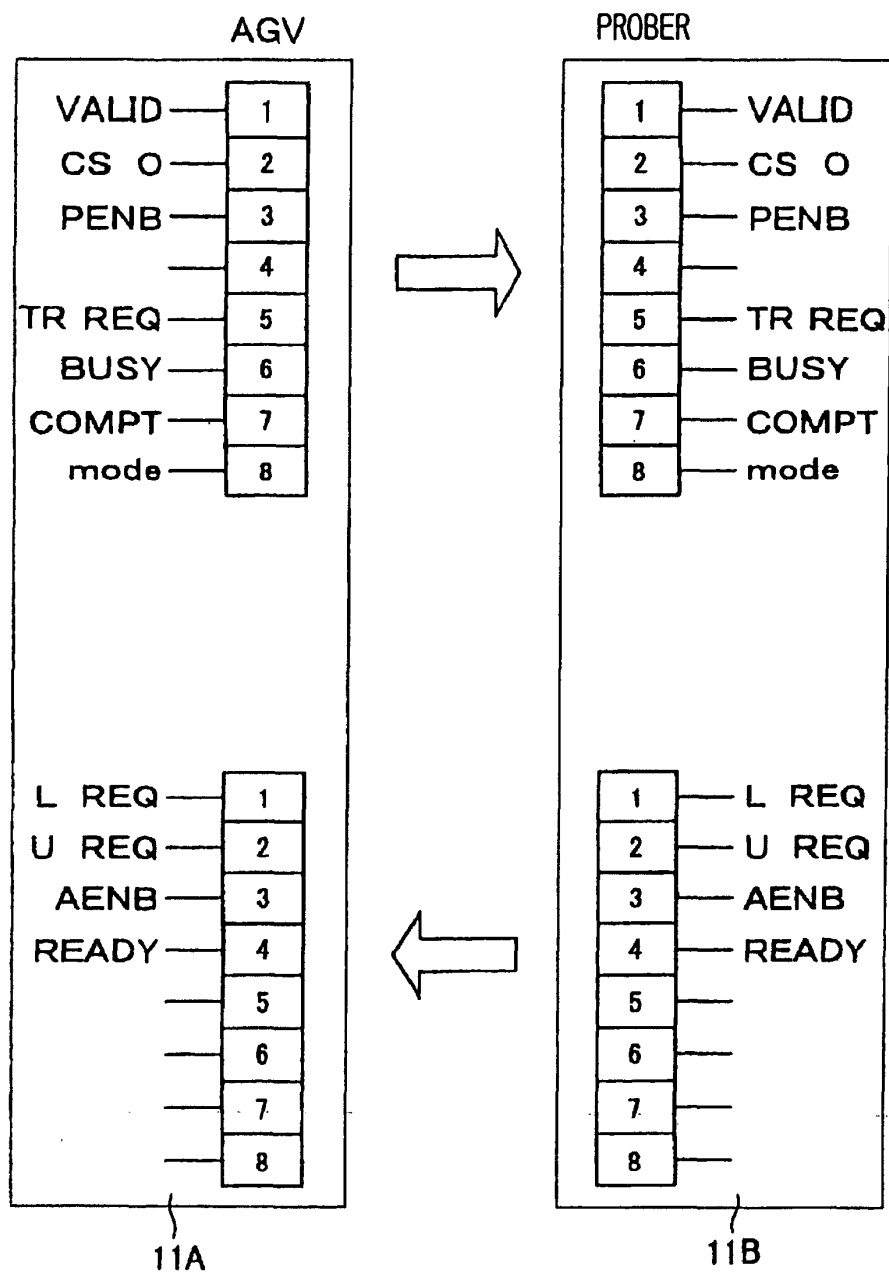 AGV PROBER
VALID 1 1 VALID
CS O 2 2 CS O
PENB 3 3 PENB
4 4
TR REQ 5 5 TR REQ
BUSY 6 6 BUSY
COMPT 7 7 COMPT
mode 8 8 mode
L REQ 1 1 L REQ
U REQ 2 2 U REQ
AENB 3 3 AENB
READY 4 4 READY
5 5
6 6
7 7
8 8
11A 11B